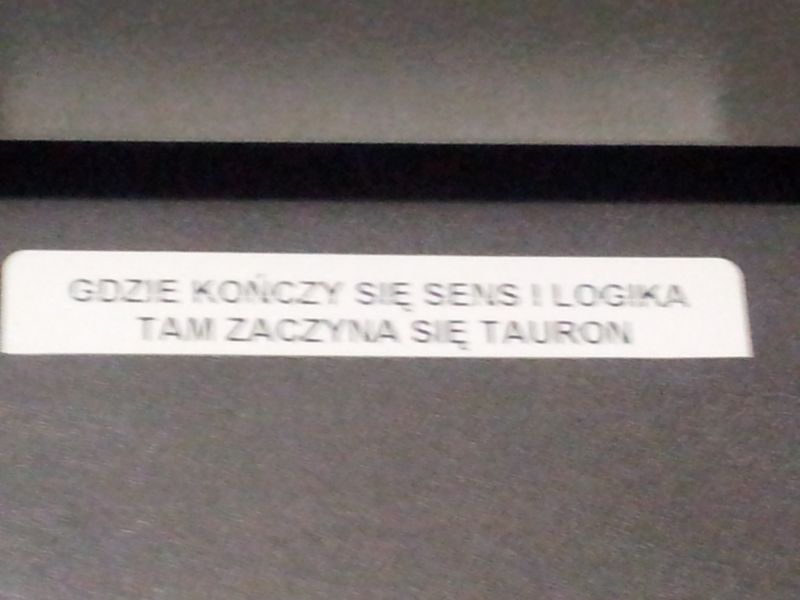 GDZIE KOŃCZY SIĘ SENS I LOGIKA
TAM ZACZYNA SIĘ TAURON